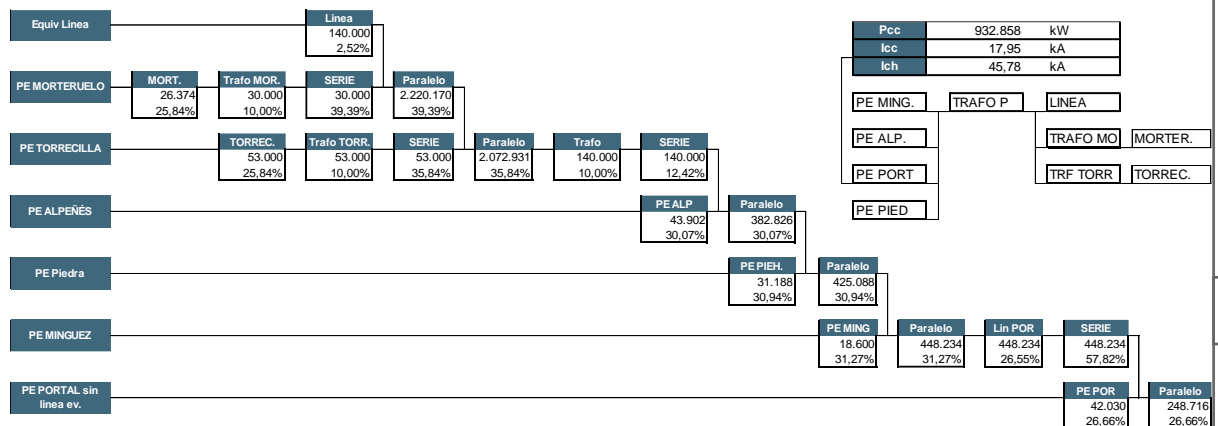 Equiv Linea
Linea
140.000
2,52%
Pcc 932.858 kW
Icc 17,95 kA
Ich 45,78 kA
PE MORTERUELO
MORT. Trafo MOR. SERIE Paralelo
26.374 30.000 30.000 2.220.170
25,84% 10,00% 39,39% 39,39%
PE MING. TRAFO P LINEA
PE ALP. TRAFO MO MORTER.
PE PORT TRF TORR TORREC.
PE PIED
PE TORRECILLA
TORREC. Trafo TORR. SERIE Paralelo Trafo SERIE
53.000 53.000 53.000 2.072.931 140.000 140.000
25,84% 10,00% 35,84% 35,84% 10,00% 12,42%
PE ALPEÑÉS
PE ALP Paralelo
43.902 382.826
30,07% 30,07%
PE Piedra
PE PIEH. Paralelo
31.188 425.088
30,94% 30,94%
PE MINGUEZ
PE MING Paralelo Lin POR SERIE
18.600 448.234 448.234 448.234
31,27% 31,27% 26,55% 57,82%
PE PORTAL sin
linea ev.
PE POR Paralelo
42.030 248.716
26,66% 26,66%